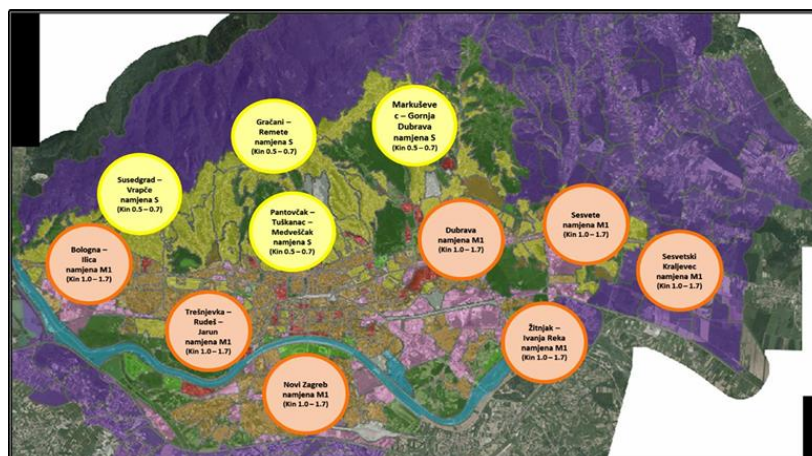 Markuševe
c – Gornja
Dubrava
namjena S
(Kin 0.5 – 0.7)
Gračani –
Remete
namjena S
(Kin 0.5 – 0.7)
Susedgrad –
Vrapče
namjena S
(Kin 0.5 – 0.7)
Pantovčak –
Tuškanac –
Medveščak
namjena S
(Kin 0.5 – 0.7)
Bologna –
Ilica
namjena M1
(Kin 1.0 – 1.7)
Dubrava
namjena M1
(Kin 1.0 – 1.7)
Sesvete
namjena M1
(Kin 1.0 – 1.7)
Sesvetski
Kraljevec
namjena M1
(Kin 1.0 – 1.7)
Trešnjevka –
Rudeš –
Jarun
namjena M1
(Kin 1.0 – 1.7)
Žitnjak –
Ivanja Reka
namjena M1
(Kin 1.0 – 1.7)
Novi Zagreb
namjena M1
(Kin 1.0 – 1.7)